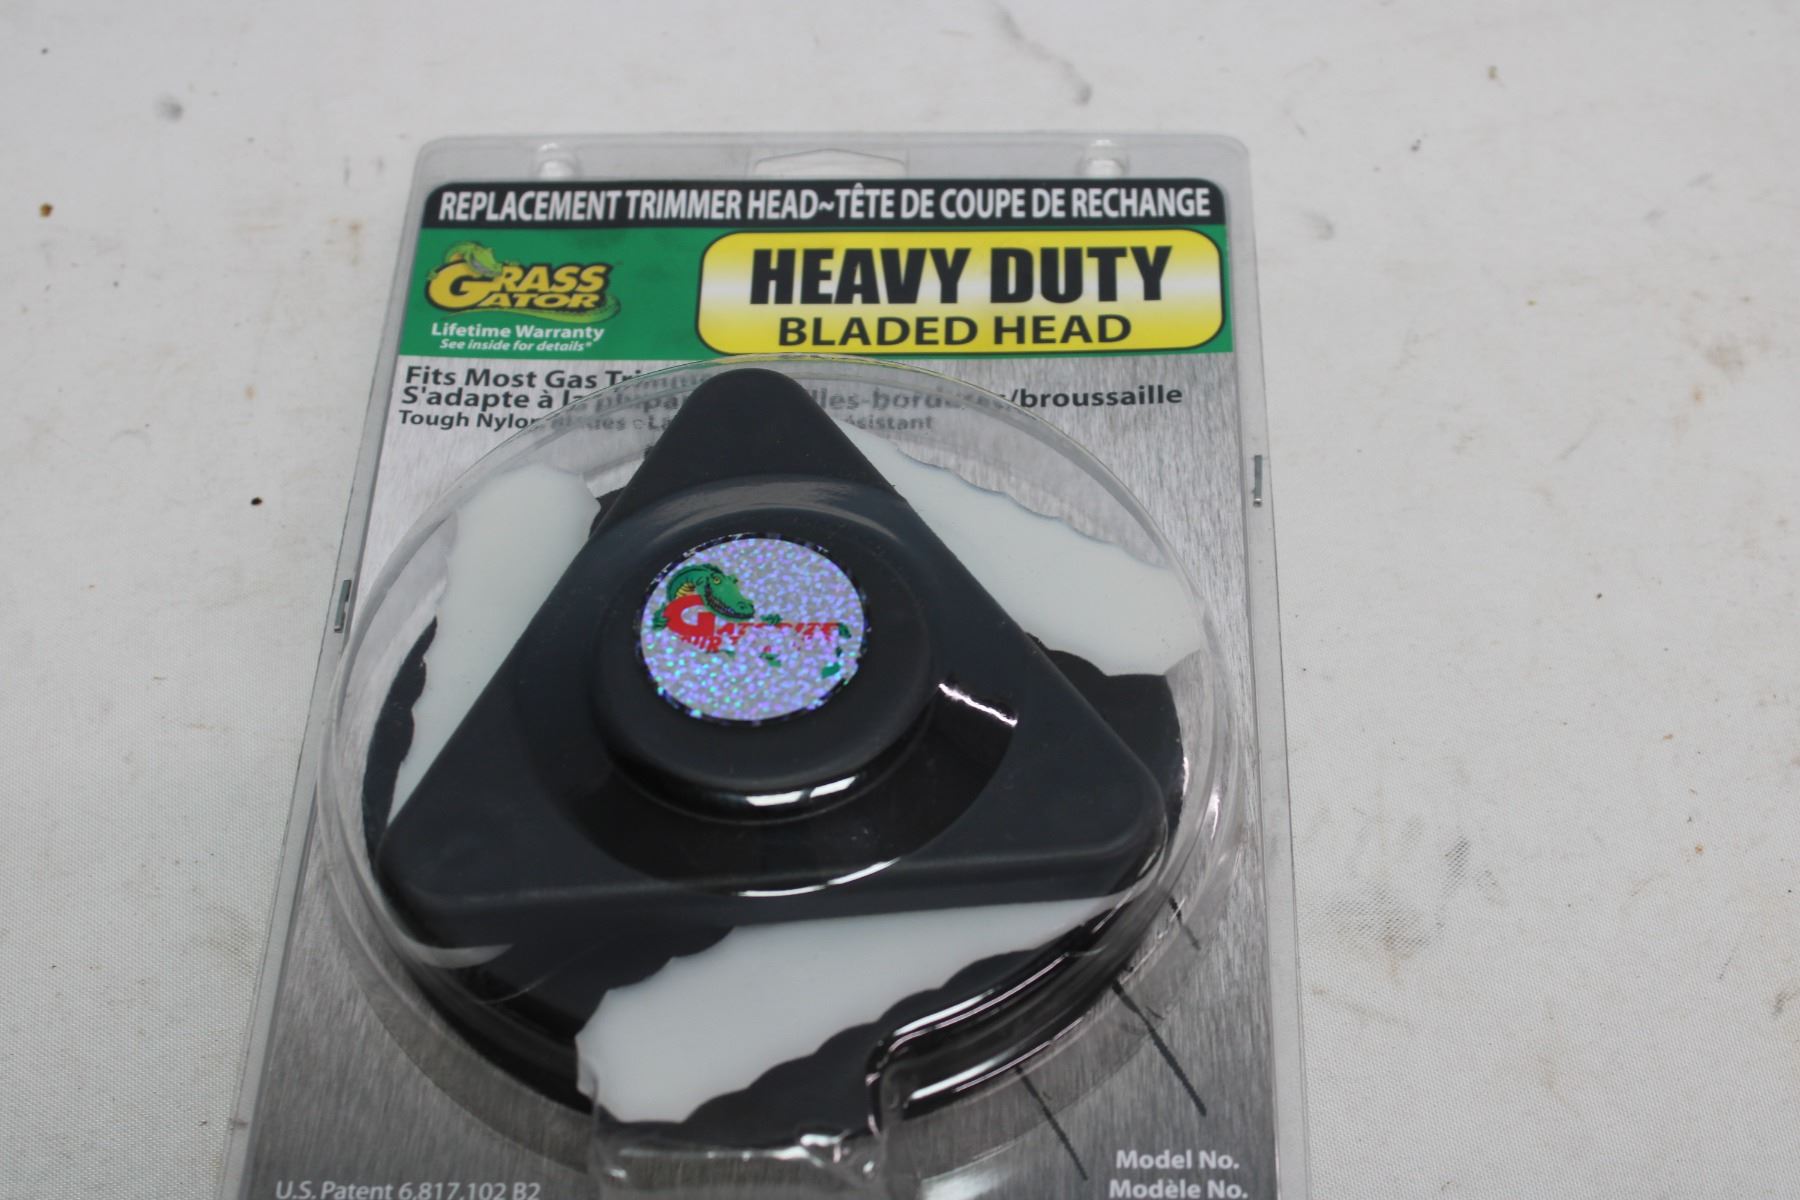 REPLACEMENT TRIMMER HEAD~TÊTE DE COUPE DE RECHANGE
GRASS
GATOR
Lifetime Warranty
See inside for details*
HEAVY DUTY
BLADED HEAD
Fits Most Gas
S'adapte à la /broussaille
Tough Nylon
Model No.
Modèle No.
U.S. Patent 6,817,102 B2